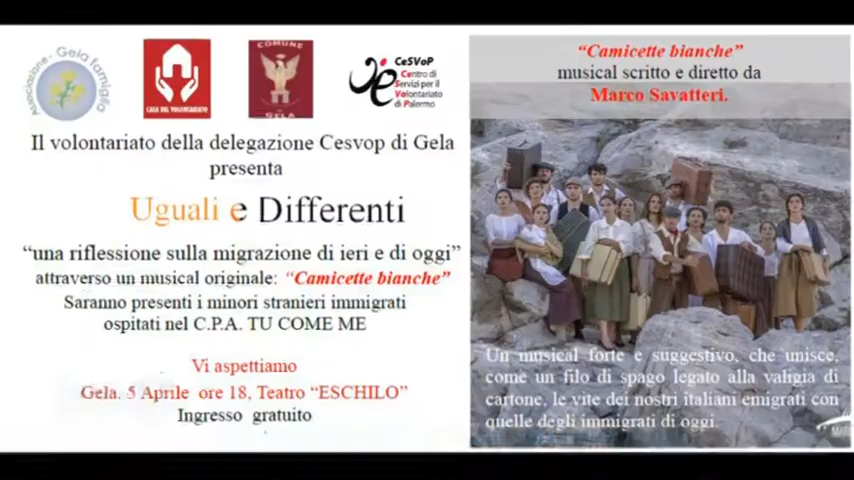 Associazione - Gela famiglia
CASA DEL VOLONTARIATO
COMUNE
GELA
CeSVoP
Centro di
Servizi per il
Volontariato
di Palermo
Il volontariato della delegazione Cesvop di Gela
presenta
Uguali e Differenti
“una riflessione sulla migrazione di ieri e di oggi”
attraverso un musical originale: “Camicette bianche”
Saranno presenti i minori stranieri immigrati
ospitati nel C.P.A. TU COME ME
Vi aspettiamo
Gela. 5 Aprile ore 18, Teatro “ESCHILO”
Ingresso gratuito
“Camicette bianche”
musical scritto e diretto da
Marco Savatteri.
Un musical forte e suggestivo, che unisce,
come un filo di spago legato alla valigia di
cartone, le vite dei nostri italiani emigrati con
quelle degli immigrati di oggi.